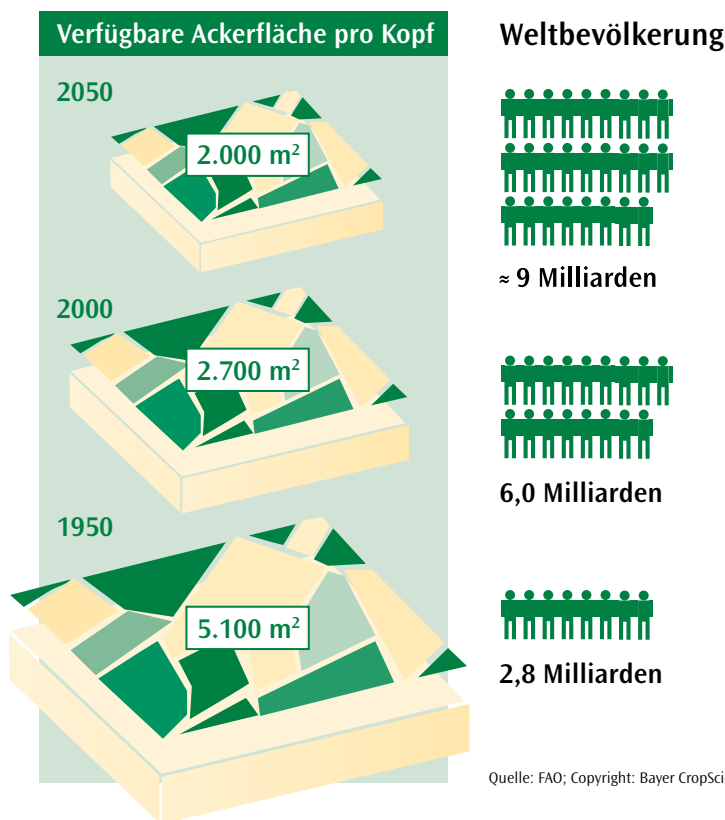 Verfügbare Ackerfläche pro Kopf
Weltbevölkerung
2050
2.000 m²
≈ 9 Milliarden
2000
2.700 m²
6,0 Milliarden
1950
5.100 m²
2,8 Milliarden
Quelle: FAO; Copyright: Bayer CropSci